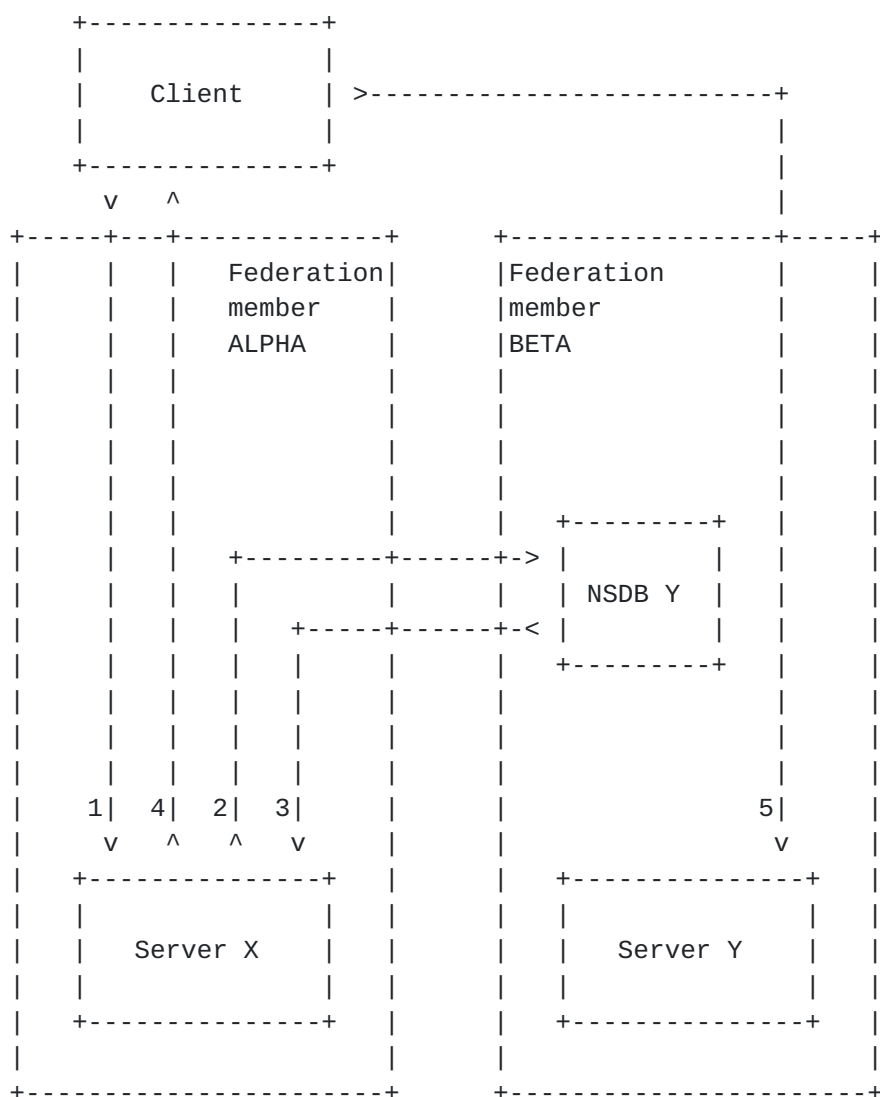 Client
Federation Federation
member member
ALPHA BETA
NSDB Y
1 4 2 3 5
Server X Server Y